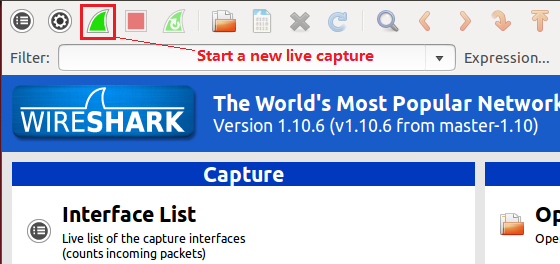 Start a new live capture
Filter:
Expression...
WIRESHARK
The World's Most Popular Network
Version 1.10.6 (v1.10.6 from master-1.10)
Capture
Interface List
Live list of the capture interfaces
(counts incoming packets)
Op
Open